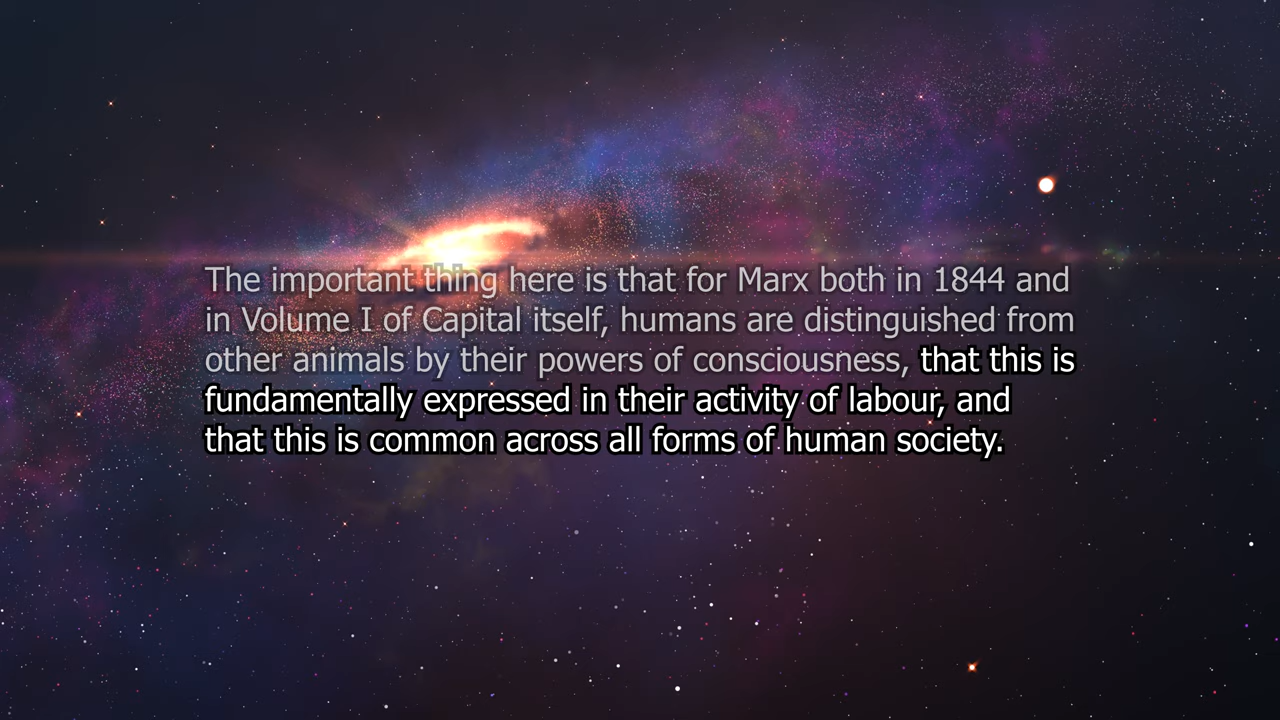 The important thing here is that for Marx both in 1844 and
in Volume I of Capital itself, humans are distinguished from
other animals by their powers of consciousness, that this is
fundamentally expressed in their activity of labour, and
that this is common across all forms of human society.